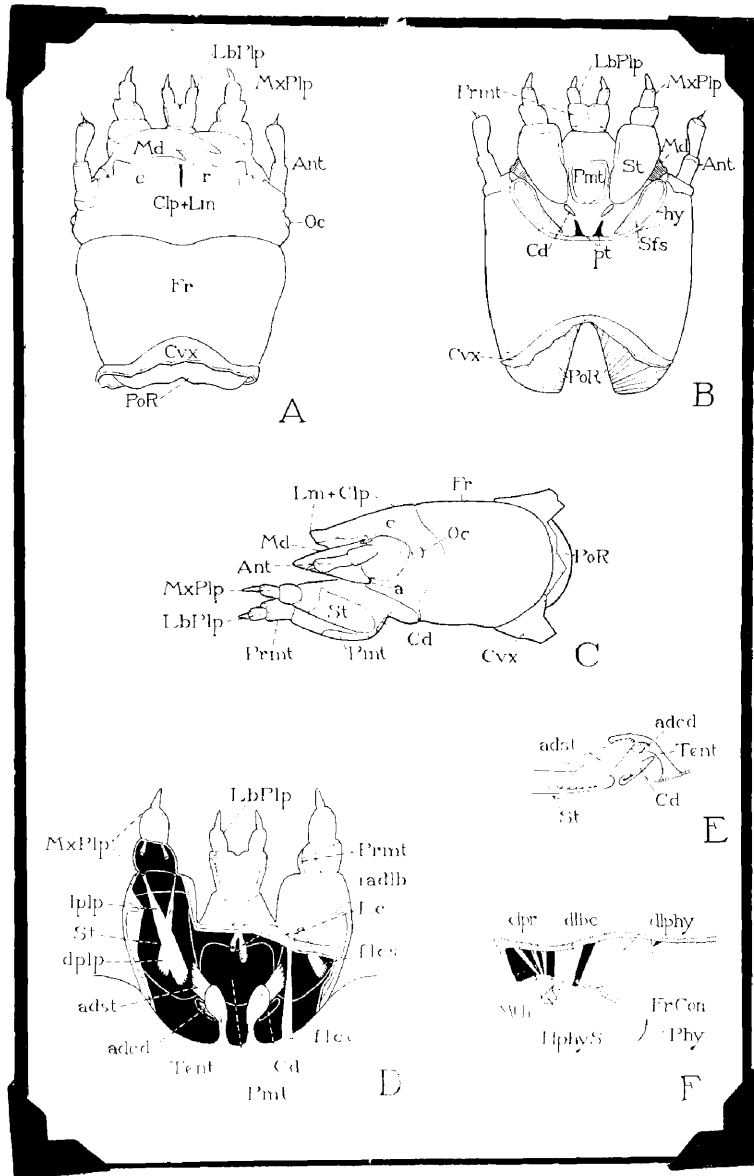 LbPlp
MxPlp
Md
Ant
c
r
Clp+Lm
Oc
Fr
Cvx
PoR
A
LbPlp
MxPlp
Prmt
Md
Ant
St
Pmt
hy
Cd
pt
Sfs
Cvx
PoR
B
Lm+Clp
Fr
c
Md
Oc
Ant
PoR
a
MxPlp
St
LbPlp
Cd
Prmt
Pmt
Cvx
C
adcd
adst
Tent
Cd
St
E
LbPlp
MxPlp
Prmt
radlb
lplp
St
dplp
adst
adcd
Tent
Cd
Pmt
D
clpr
dlbc
dlphy
Mth
HphyS
FrCon
Phy
F